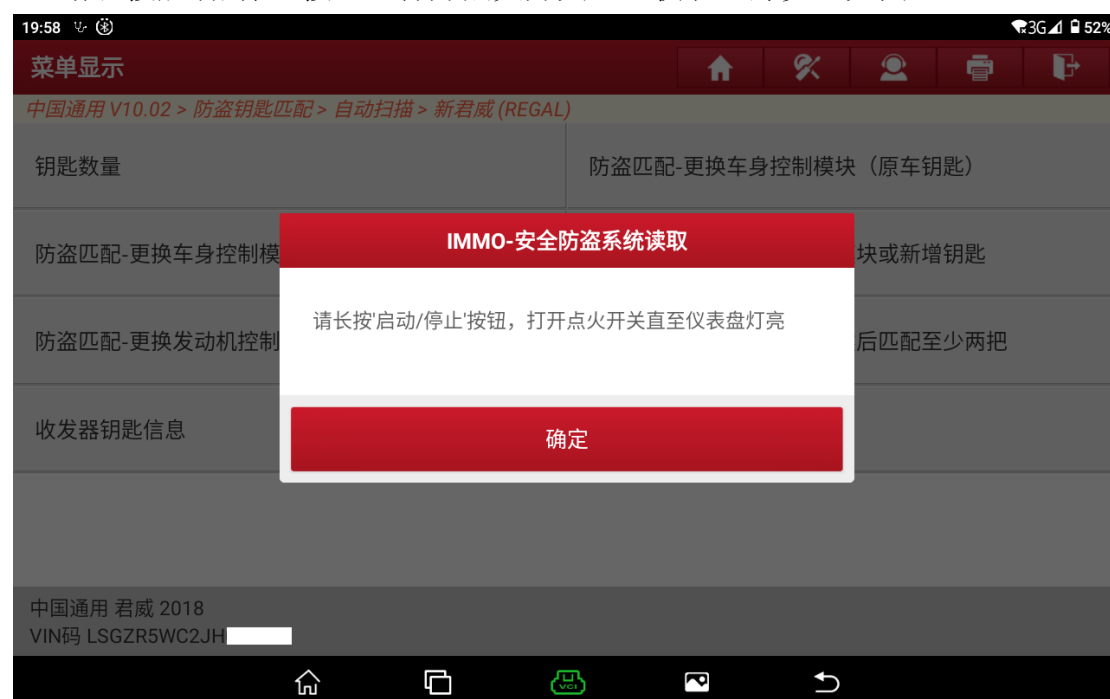 19:58
3G
52%
菜单显示
中国通用 V10.02 > 防盗钥匙匹配 > 自动扫描 > 新君威 (REGAL)
钥匙数量
防盗匹配-更换车身控制模块（原车钥匙）
防盗匹配-更换车身控制模
块或新增钥匙
防盗匹配-更换发动机控制
后匹配至少两把
收发器钥匙信息
IMMO-安全防盗系统读取
请长按'启动/停止'按钮，打开点火开关直至仪表盘灯亮
确定
中国通用 君威 2018
VIN码 LSGZR5WC2JH
VCI